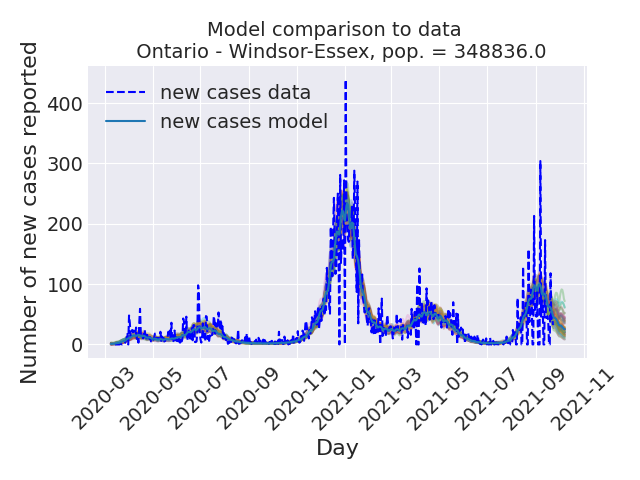 Model comparison to data
Ontario - Windsor-Essex, pop. = 348836.0
new cases data
new cases model
Number of new cases reported
400
300
200
100
0
2020-03
2020-05
2020-07
2020-09
2020-11
2021-01
2021-03
2021-05
2021-07
2021-09
2021-11
Day